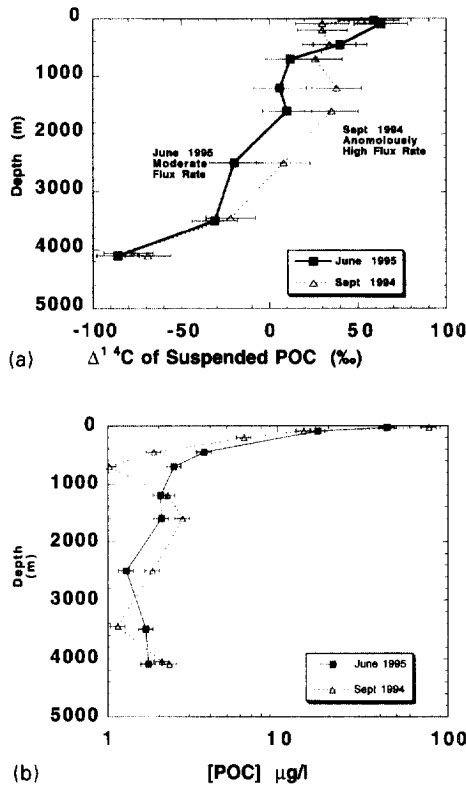 0
1000
2000
3000
4000
5000
Depth (m)
June 1995
Moderate
Flux Rate
Sept 1994
Anomolously
High Flux Rate
June 1995
Sept 1994
-100 -50 0 50 100
(a) Δ¹⁴C of Suspended POC (‰)
0
1000
2000
3000
4000
5000
Depth
(m)
June 1995
Sept 1994
1 10 100
(b) [POC] µg/l